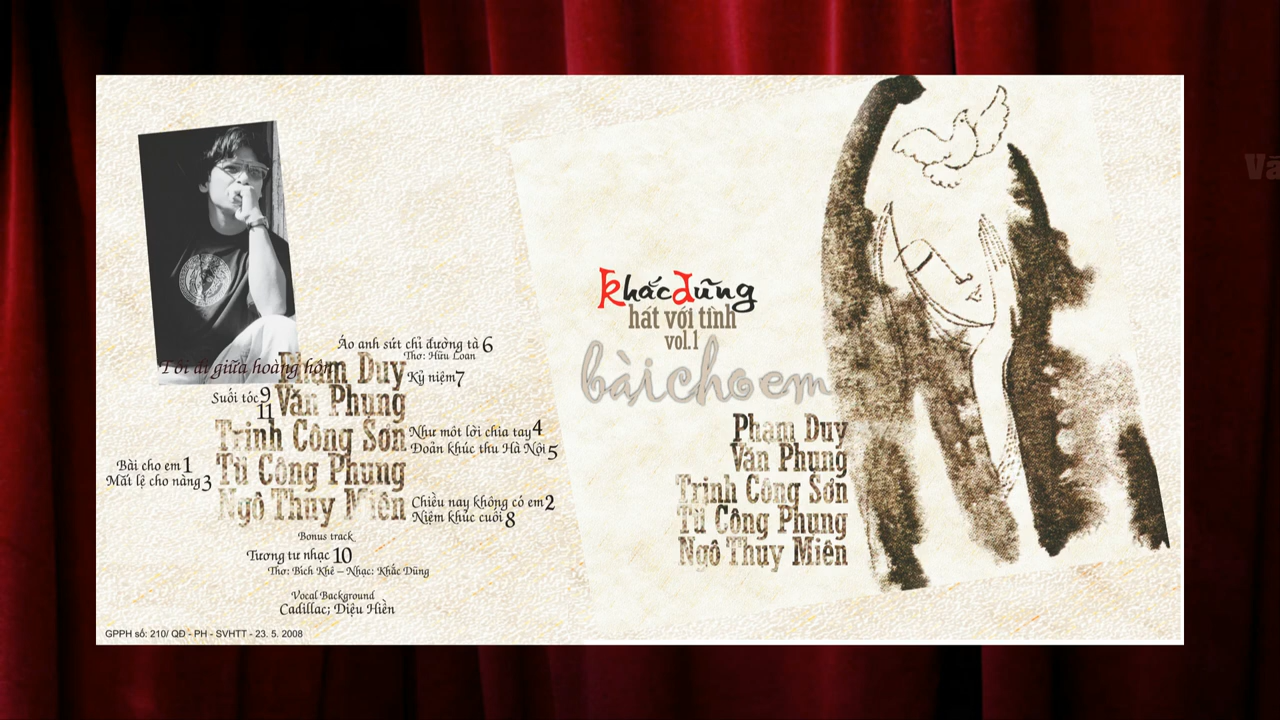 Áo anh sứt chỉ đường tà 6
Thơ: Hữu Loan
Tôi đi giữa hoàng hôn
Phạm Duy
Kỷ niệm 7
Suối tóc 9
11 Văn Phụng
Trịnh Công Sơn
Như một lời chia tay 4
Đoản khúc thu Hà Nội 5
Bài cho em 1
Từ Công Phụng
Mắt lệ cho nàng 3
Ngô Thụy Miên
Chiều nay không có em 2
Niệm khúc cuối 8
Bonus track
Tương tư nhạc 10
Thơ: Bích Khê – Nhạc: Khắc Dũng
Vocal Background
Cadillac; Diệu Hiền
GPPH số: 210/ QĐ - PH - SVHTT - 23. 5. 2008
khắc dũng
hát với tình
vol.1
bài cho em
Phạm Duy
Văn Phụng
Trịnh Công Sơn
Từ Công Phụng
Ngô Thụy Miên
Vă